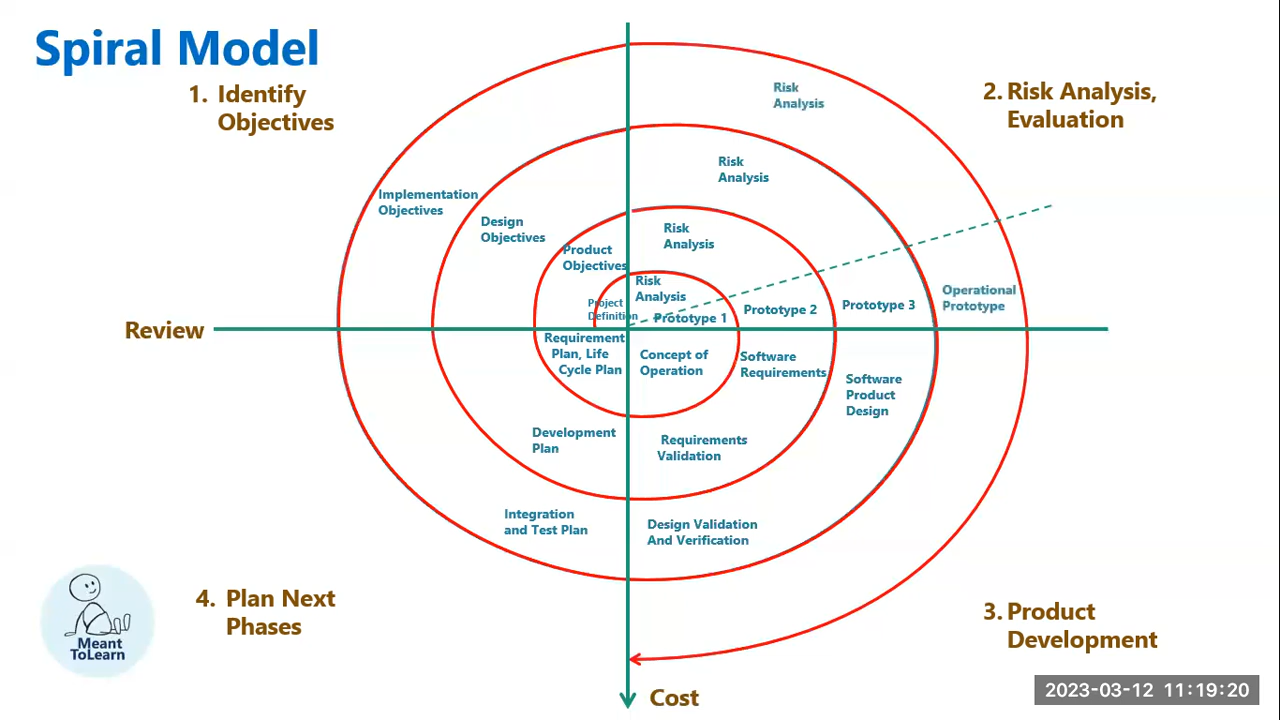 Spiral Model
1. Identify
Objectives
2. Risk Analysis,
Evaluation
Risk
Analysis
Risk
Analysis
Implementation
Objectives
Design
Objectives
Product
Objectives
Risk
Analysis
Risk
Analysis
Project
Definition
Prototype 1
Prototype 2
Prototype 3
Operational
Prototype
Review
Requirement
Plan, Life
Cycle Plan
Concept of
Operation
Software
Requirements
Software
Product
Design
Development
Plan
Requirements
Validation
Integration
and Test Plan
Design Validation
And Verification
4. Plan Next
Phases
3. Product
Development
Meant
ToLearn
Cost
2023-03-12 11:19:20